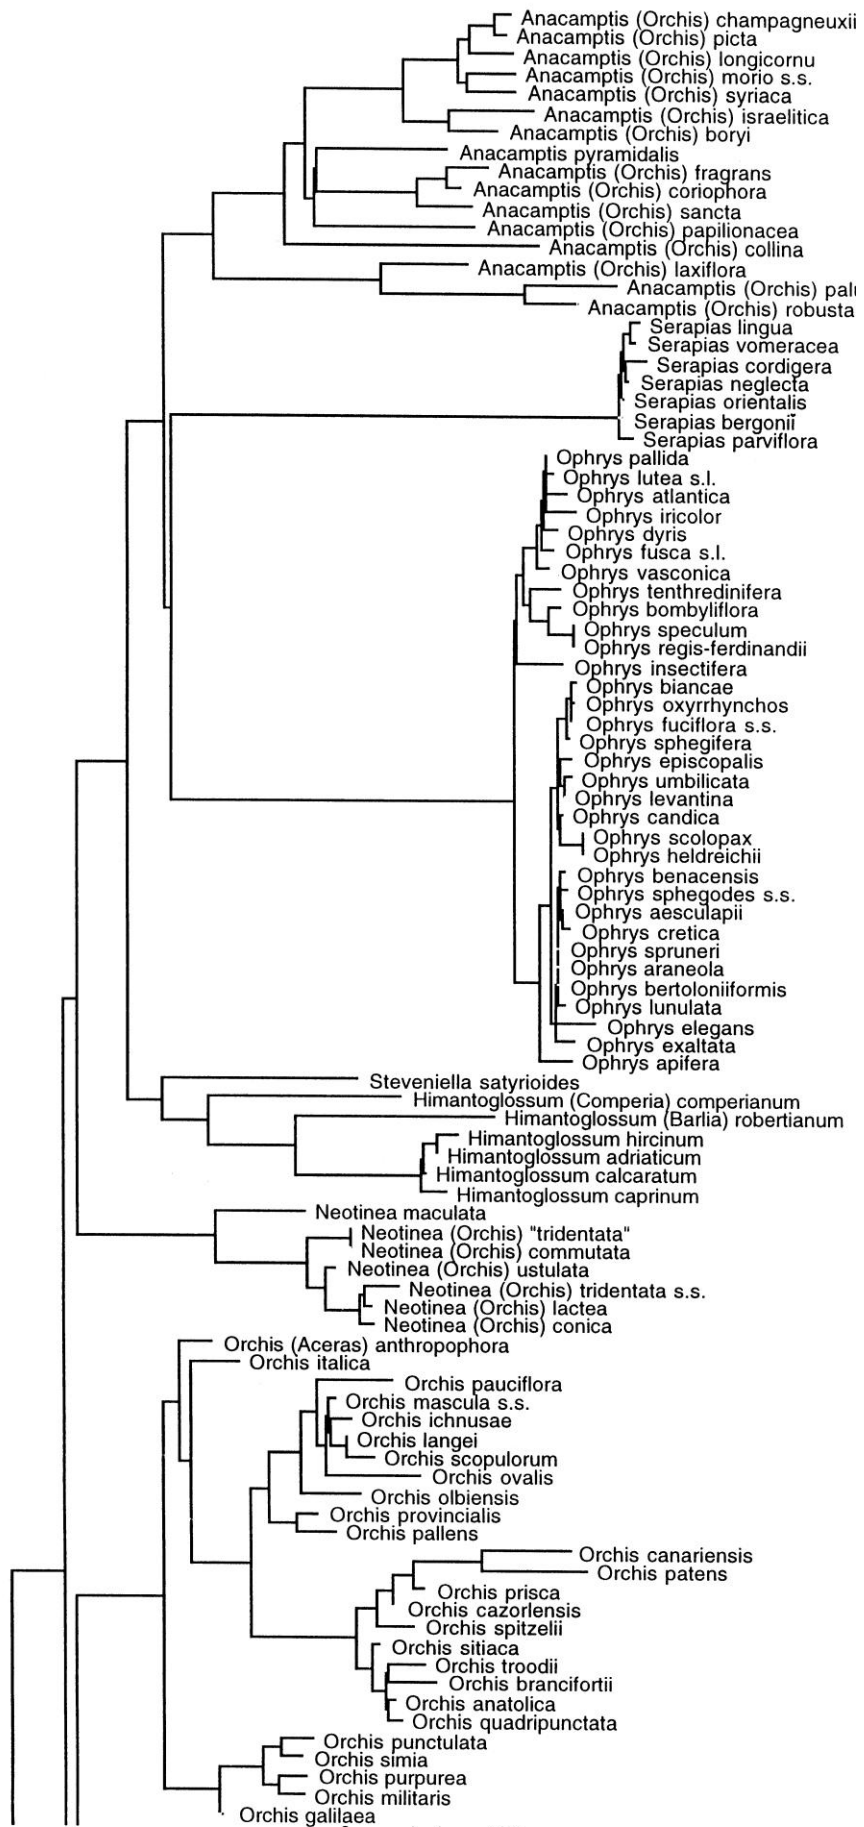 Anacamptis (Orchis) champagneuxii
Anacamptis (Orchis) picta
Anacamptis (Orchis) longicornu
Anacamptis (Orchis) morio s.s.
Anacamptis (Orchis) syriaca
Anacamptis (Orchis) israelitica
Anacamptis (Orchis) boryi
Anacamptis pyramidalis
Anacamptis (Orchis) fragrans
Anacamptis (Orchis) coriophora
Anacamptis (Orchis) sancta
Anacamptis (Orchis) papilionacea
Anacamptis (Orchis) collina
Anacamptis (Orchis) laxiflora
Anacamptis (Orchis)
Anacamptis (Orchis) robusta
Serapias lingua
Serapias vomeracea
Serapias cordigera
Serapias neglecta
Serapias orientalis
Serapias bergonii
Serapias parviflora
Ophrys pallida
Ophrys lutea s.l.
Ophrys atlantica
Ophrys iricolor
Ophrys dyris
Ophrys fusca s.l.
Ophrys vasconica
Ophrys tenthredinifera
Ophrys bombyliflora
Ophrys speculum
Ophrys regis-ferdinandii
Ophrys insectifera
Ophrys biancae
Ophrys oxyrrhynchos
Ophrys fuciflora s.s.
Ophrys sphegifera
Ophrys episcopalis
Ophrys umbilicata
Ophrys levantina
Ophrys candica
Ophrys scolopax
Ophrys heldreichii
Ophrys benacensis
Ophrys sphegodes s.s.
Ophrys aesculapii
Ophrys cretica
Ophrys spruneri
Ophrys araneola
Ophrys bertoloniiformis
Ophrys lunulata
Ophrys elegans
Ophrys exaltata
Ophrys apifera
Steveniella satyrioides
Himantoglossum (Comperia) comperianum
Himantoglossum (Barlia) robertianum
Himantoglossum hircinum
Himantoglossum adriaticum
Himantoglossum calcaratum
Himantoglossum caprinum
Neotinea maculata
Neotinea (Orchis) "tridentata"
Neotinea (Orchis) commutata
Neotinea (Orchis) ustulata
Neotinea (Orchis) tridentata s.s.
Neotinea (Orchis) lactea
Neotinea (Orchis) conica
Orchis (Aceras) anthropophora
Orchis italica
Orchis pauciflora
Orchis mascula s.s.
Orchis ichnusae
Orchis langei
Orchis scopulorum
Orchis ovalis
Orchis olbiensis
Orchis provincialis
Orchis pallens
Orchis canariensis
Orchis patens
Orchis prisca
Orchis cazorlensis
Orchis spitzelii
Orchis sitiaca
Orchis troodii
Orchis brancifortii
Orchis anatolica
Orchis quadripunctata
Orchis punctulata
Orchis simia
Orchis purpurea
Orchis militaris
Orchis galilaea